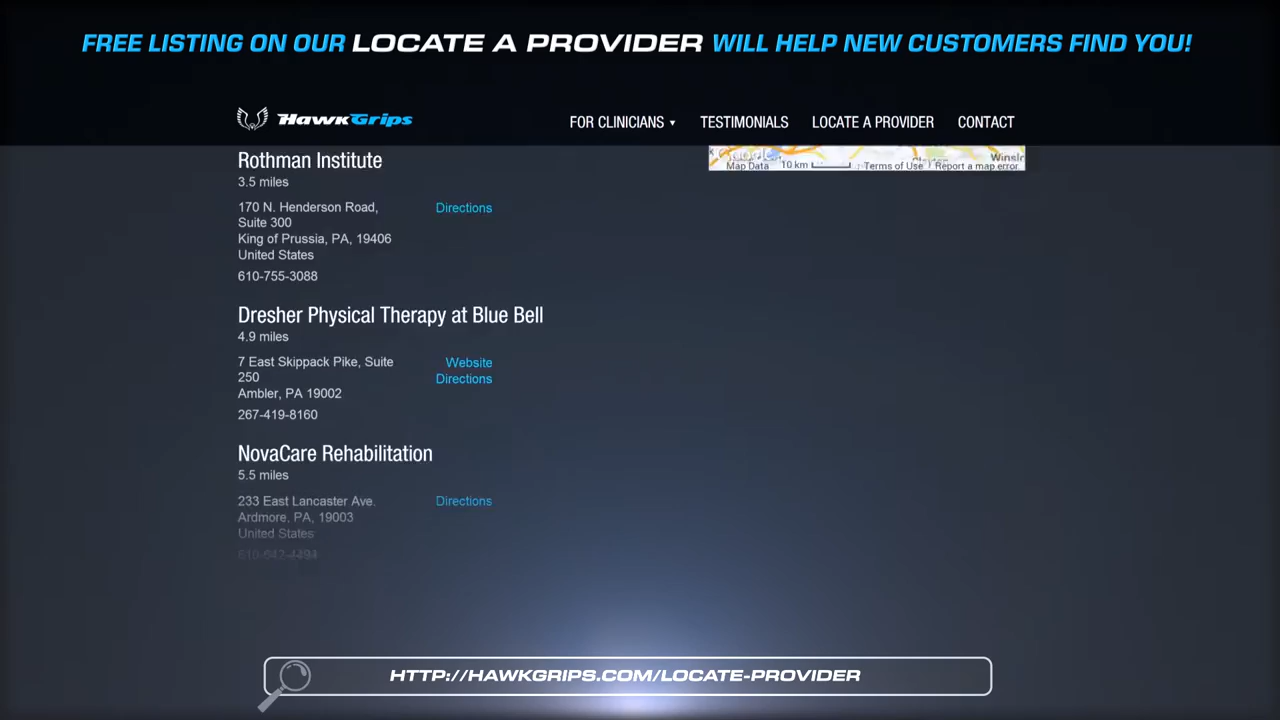 FREE LISTING ON OUR LOCATE A PROVIDER WILL HELP NEW CUSTOMERS FIND YOU!
HawkGrips
FOR CLINICIANS ▾ TESTIMONIALS LOCATE A PROVIDER CONTACT
Google
Map Data 10 km Terms of Use Report a map error
Rothman Institute
3.5 miles
170 N. Henderson Road, Directions
Suite 300
King of Prussia, PA, 19406
United States
610-755-3088
Dresher Physical Therapy at Blue Bell
4.9 miles
7 East Skippack Pike, Suite Website
250 Directions
Ambler, PA 19002
267-419-8160
NovaCare Rehabilitation
5.5 miles
233 East Lancaster Ave. Directions
Ardmore, PA, 19003
United States
610-642-4494
HTTP://HAWKGRIPS.COM/LOCATE-PROVIDER